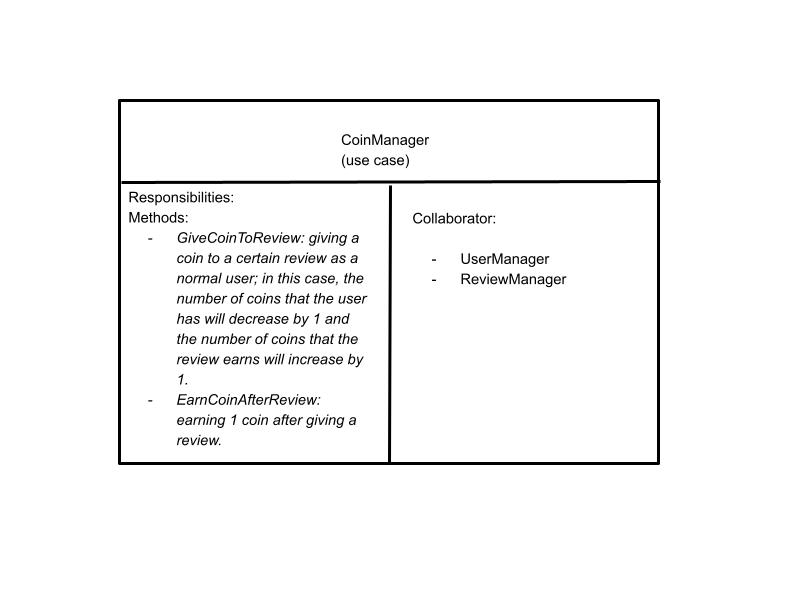 CoinManager
(use case)
Responsibilities:
Methods:
- GiveCoinToReview: giving a
coin to a certain review as a
normal user; in this case, the
number of coins that the user
has will decrease by 1 and
the number of coins that the
review earns will increase by
1.
- EarnCoinAfterReview:
earning 1 coin after giving a
review.
Collaborator:
- UserManager
- ReviewManager